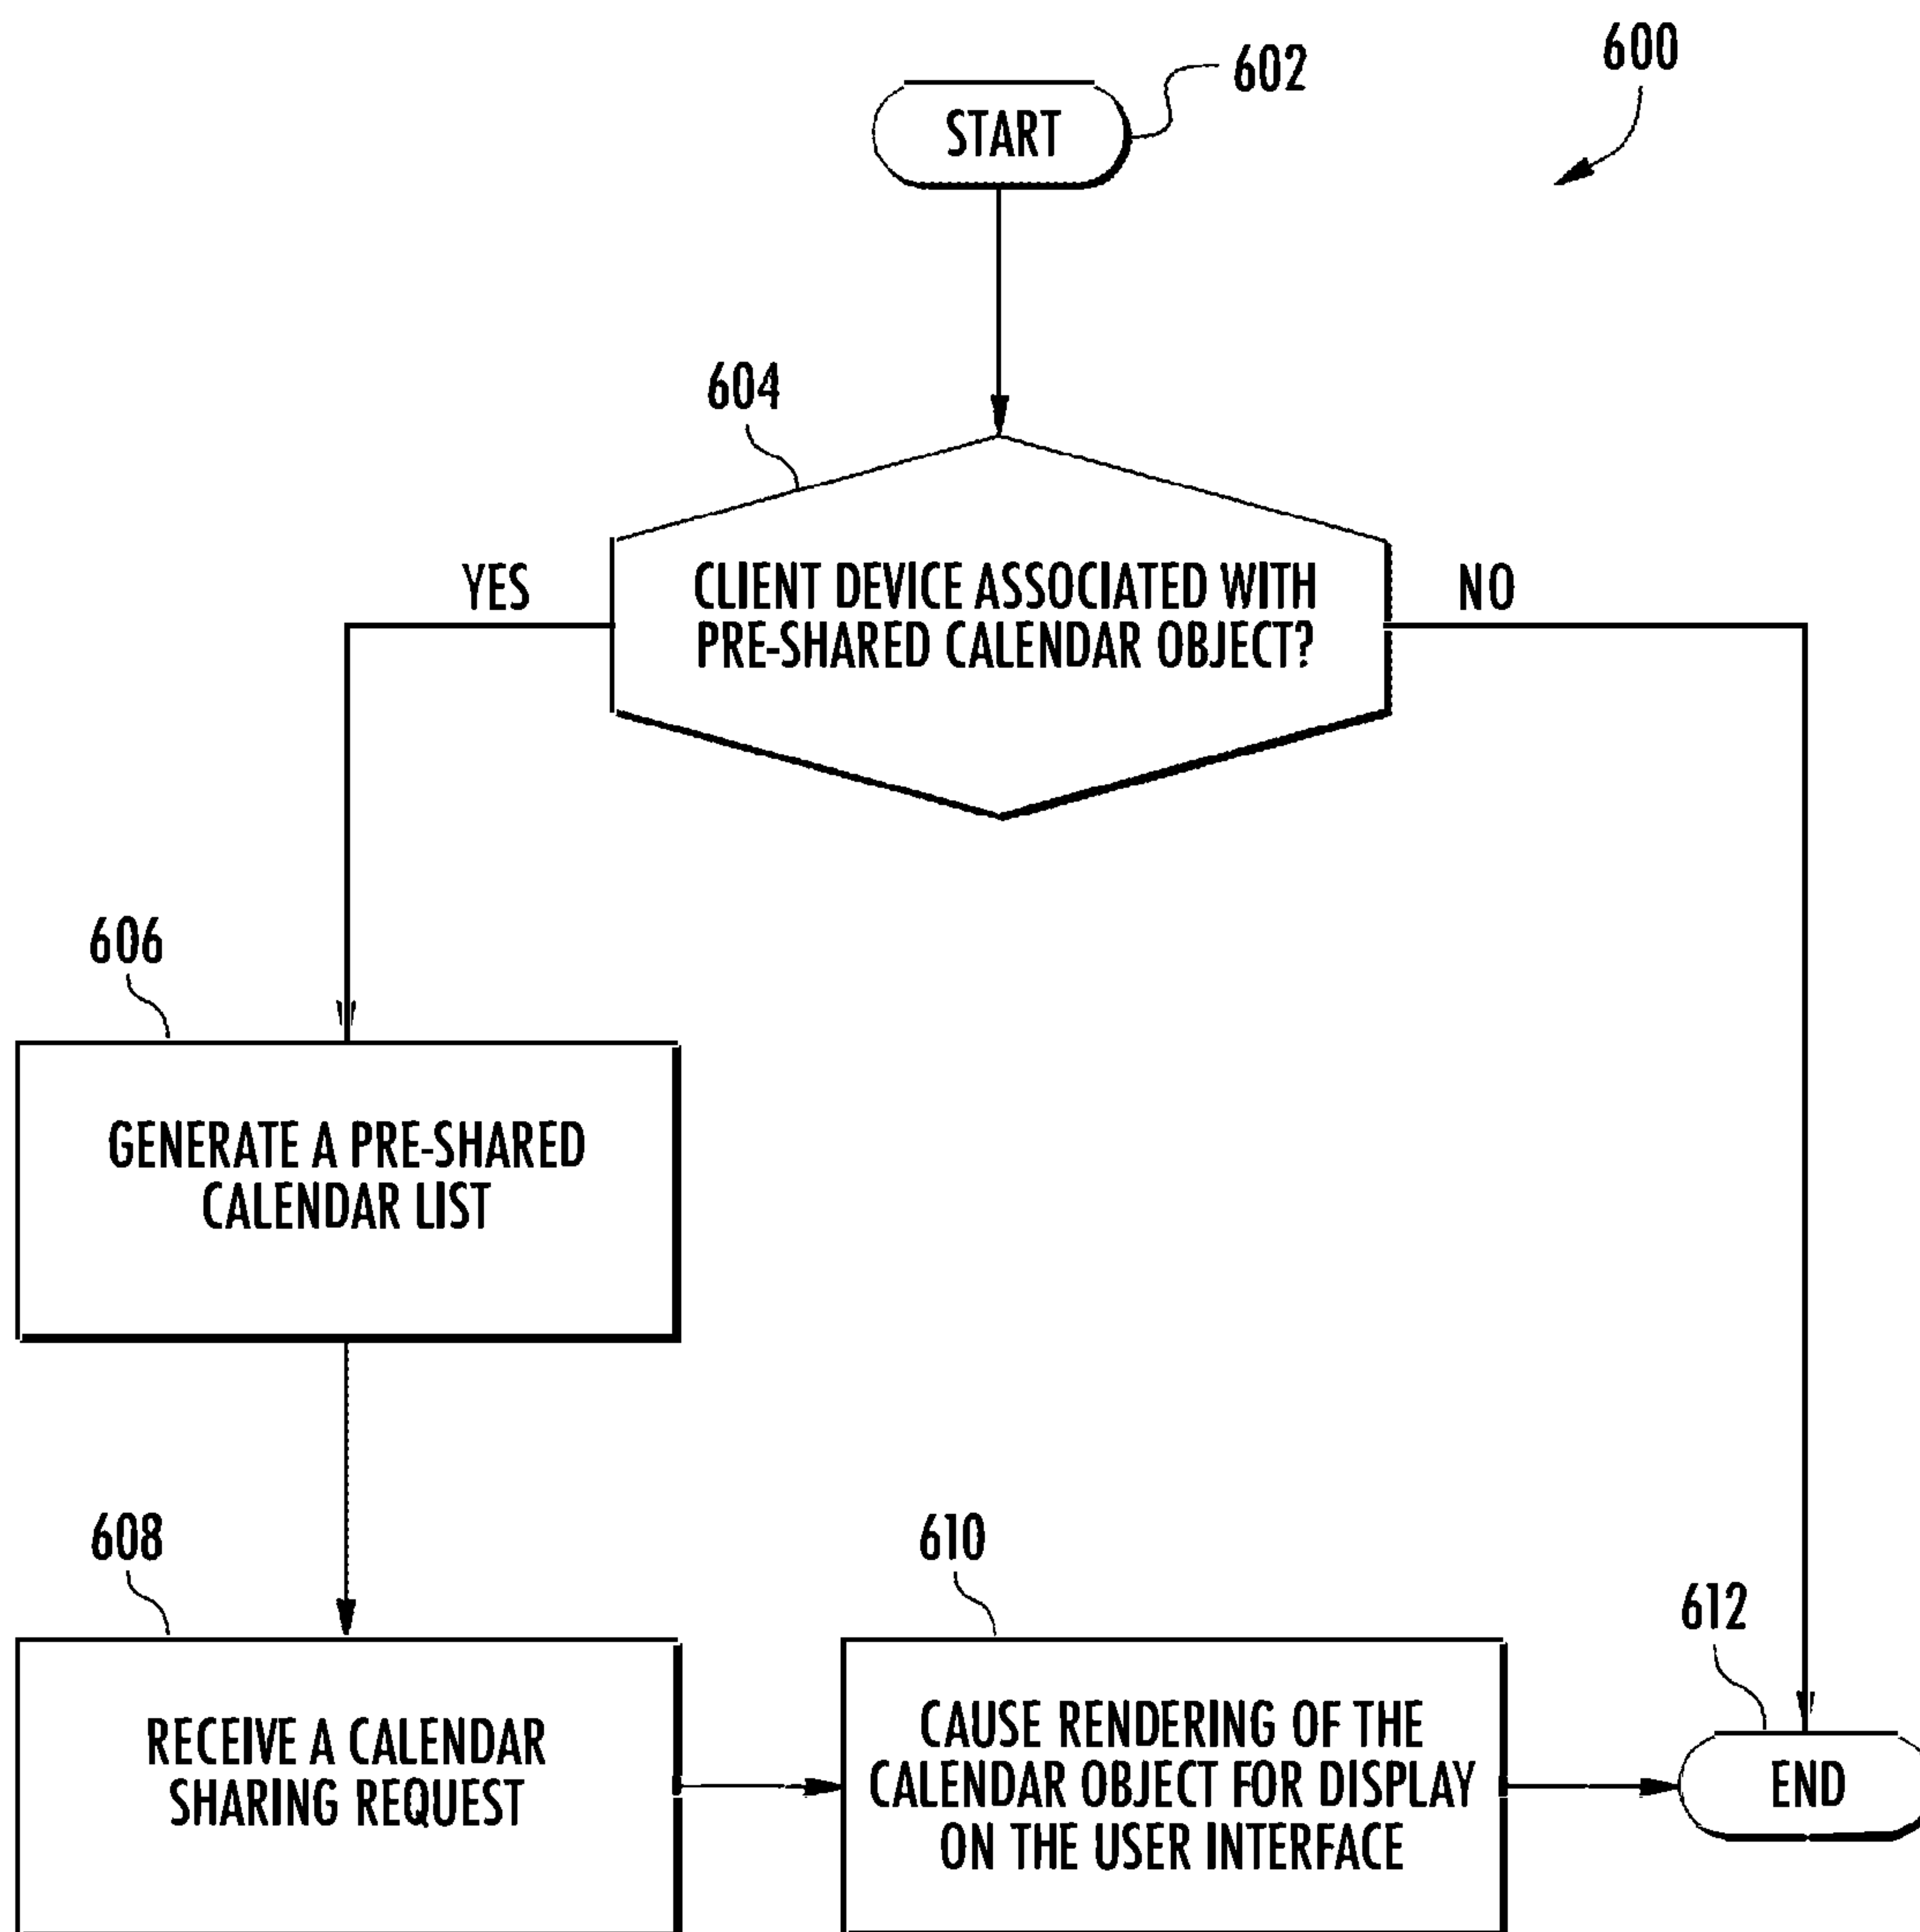 600
602
START
604
CLIENT DEVICE ASSOCIATED WITH
PRE-SHARED CALENDAR OBJECT?
YES
NO
606
GENERATE A PRE-SHARED
CALENDAR LIST
608
RECEIVE A CALENDAR
SHARING REQUEST
610
CAUSE RENDERING OF THE
CALENDAR OBJECT FOR DISPLAY
ON THE USER INTERFACE
612
END